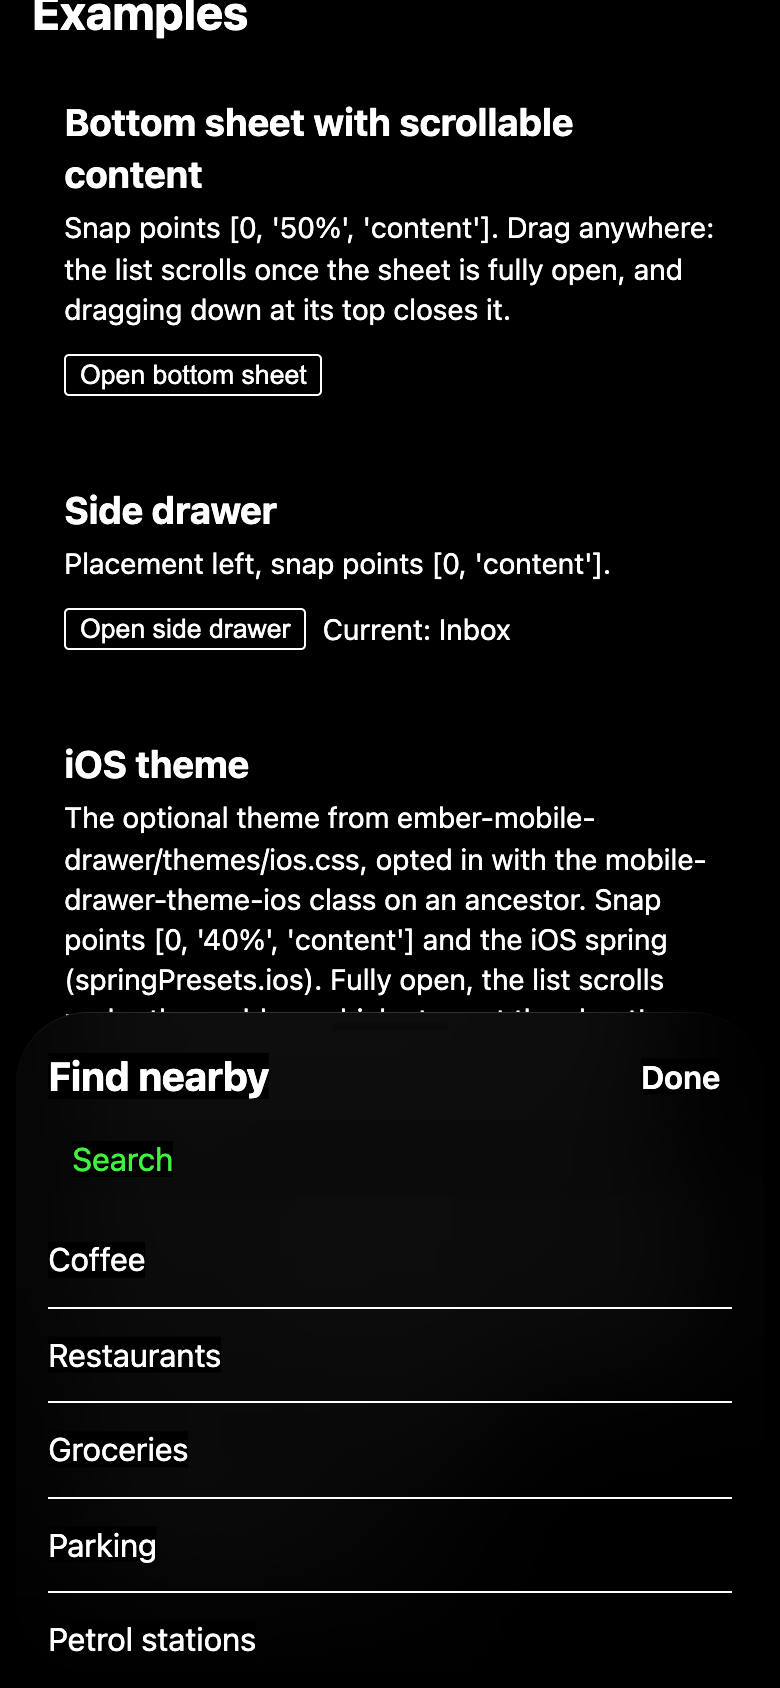 Examples
Bottom sheet with scrollable
content
Snap points [0, '50%', 'content']. Drag anywhere:
the list scrolls once the sheet is fully open, and
dragging down at its top closes it.
Open bottom sheet
Side drawer
Placement left, snap points [0, 'content'].
Open side drawer Current: Inbox
iOS theme
The optional theme from ember-mobile-
drawer/themes/ios.css, opted in with the mobile-
drawer-theme-ios class on an ancestor. Snap
points [0, '40%', 'content'] and the iOS spring
(springPresets.ios). Fully open, the list scrolls
Find nearby Done
Search
Coffee
Restaurants
Groceries
Parking
Petrol stations